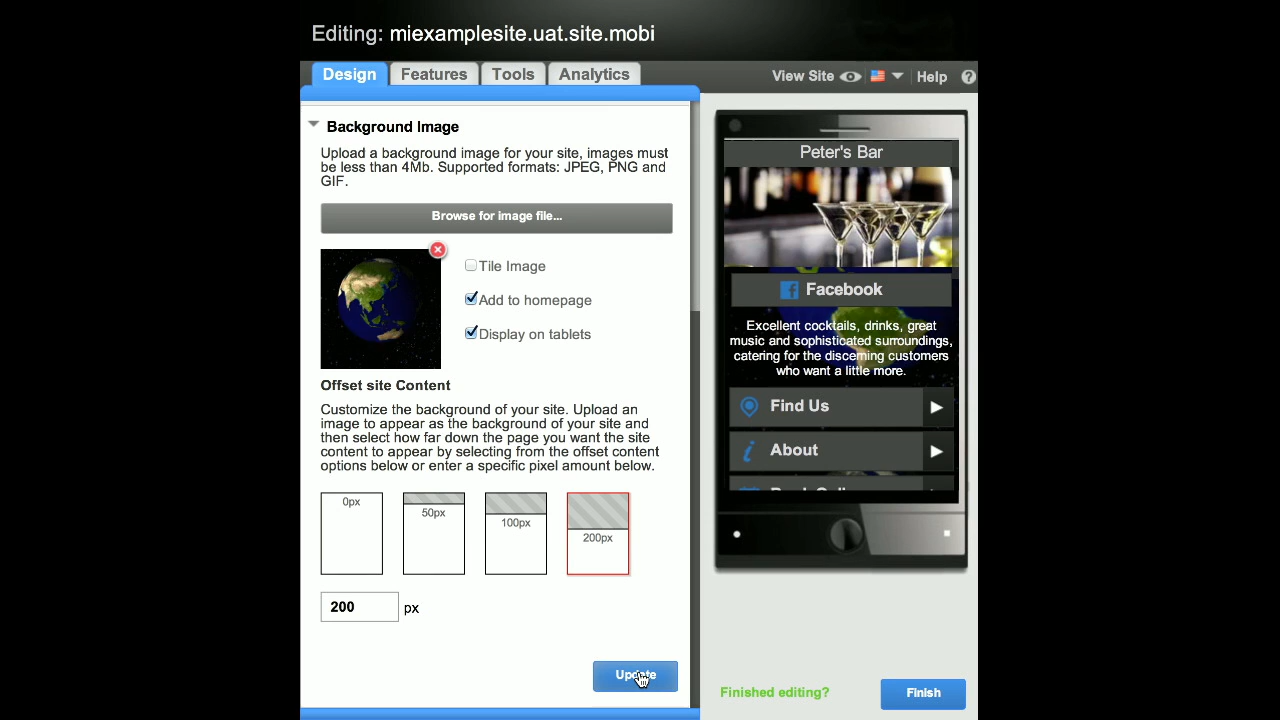 Editing: miexamplesite.uat.site.mobi
Design Features Tools Analytics View Site Help ?
Background Image
Upload a background image for your site, images must
be less than 4Mb. Supported formats: JPEG, PNG and
GIF.
Browse for image file...
Tile Image
Add to homepage
Display on tablets
Offset site Content
Customize the background of your site. Upload an
image to appear as the background of your site and
then select how far down the page you want the site
content to appear by selecting from the offset content
options below or enter a specific pixel amount below.
0px
50px
100px
200px
200 px
Update
Peter's Bar
Facebook
Excellent cocktails, drinks, great
music and sophisticated surroundings,
catering for the discerning customers
who want a little more.
Find Us
About
Finished editing? Finish